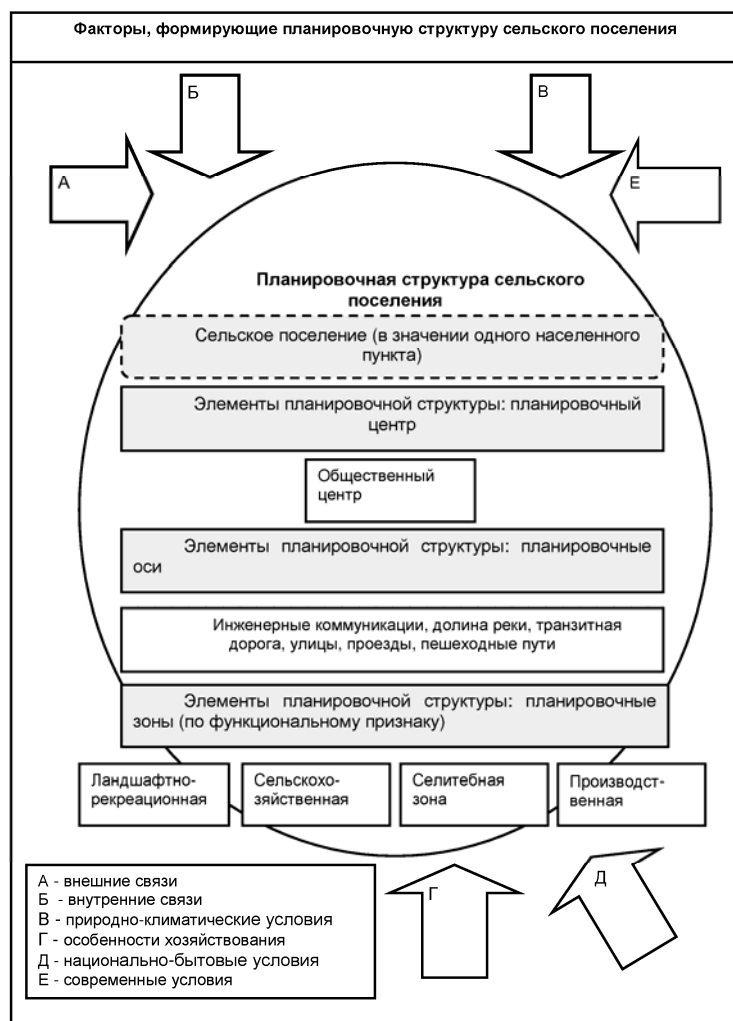 Факторы, формирующие планировочную структуру сельского поселения
Б
В
А
Е
Планировочная структура сельского
поселения
Сельское поселение (в значении одного населенного
пункта)
Элементы планировочной структуры: планировочный
центр
Общественный
центр
Элементы планировочной структуры: планировочные
оси
Инженерные коммуникации, долина реки, транзитная
дорога, улицы, проезды, пешеходные пути
Элементы планировочной структуры: планировочные
зоны (по функциональному признаку)
Ландшафтно-
рекреационная
Сельскохо-
зяйственная
Селитебная
зона
Производст-
венная
А - внешние связи
Б - внутренние связи
В - природно-климатические условия
Г - особенности хозяйствования
Д - национально-бытовые условия
Е - современные условия
Г
Д